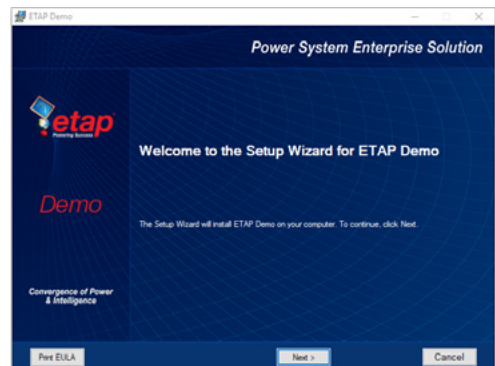 ETAP Demo
Power System Enterprise Solution
etap
Powering Success
Welcome to the Setup Wizard for ETAP Demo
Demo
The Setup Wizard will install ETAP Demo on your computer. To continue, click Next.
Convergence of Power
& Intelligence
Print EULA
Next >
Cancel